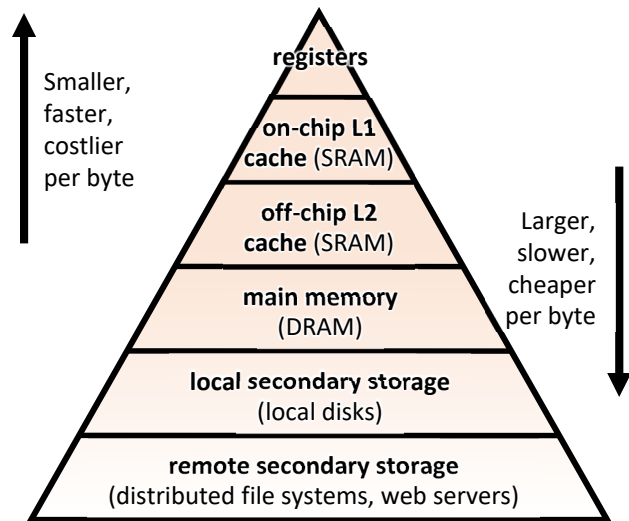 registers
Smaller,
faster,
costlier
per byte
on-chip L1
cache (SRAM)
off-chip L2
cache (SRAM)
Larger,
slower,
cheaper
per byte
main memory
(DRAM)
local secondary storage
(local disks)
remote secondary storage
(distributed file systems, web servers)